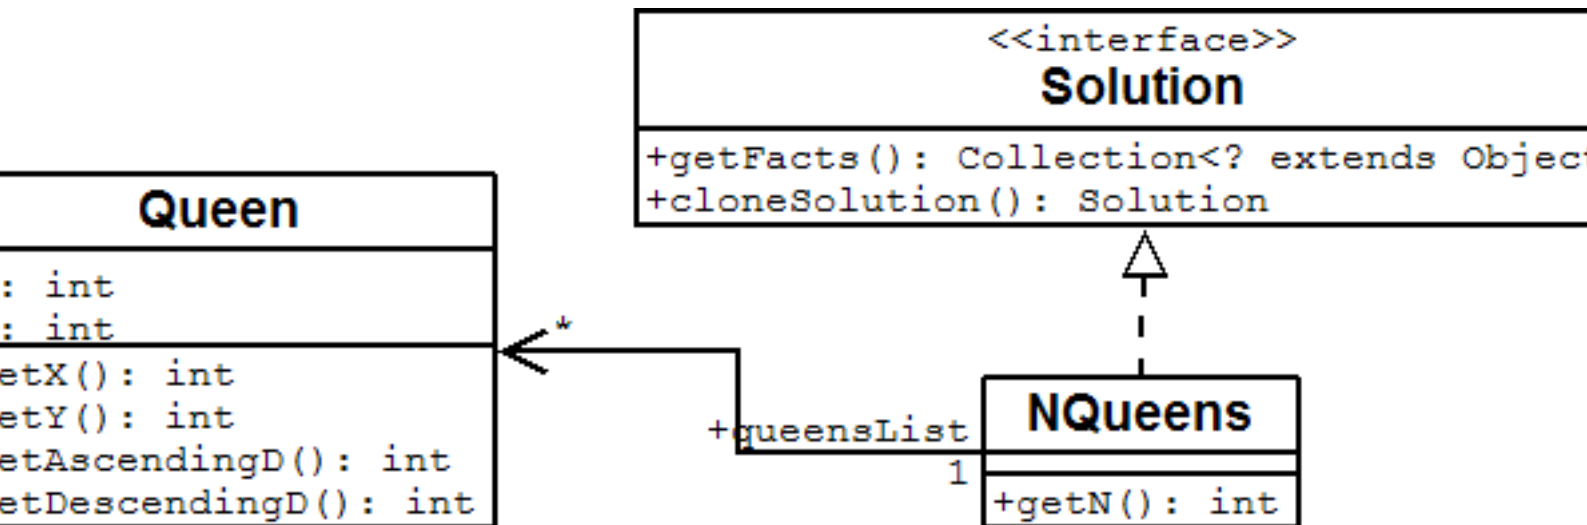 <<interface>>
Solution
+getFacts(): Collection<? extends Object
+cloneSolution(): Solution
Queen
: int
: int
etX(): int
etY(): int
etAscendingD(): int
etDescendingD(): int
*
+queensList
1
NQueens
+getN(): int